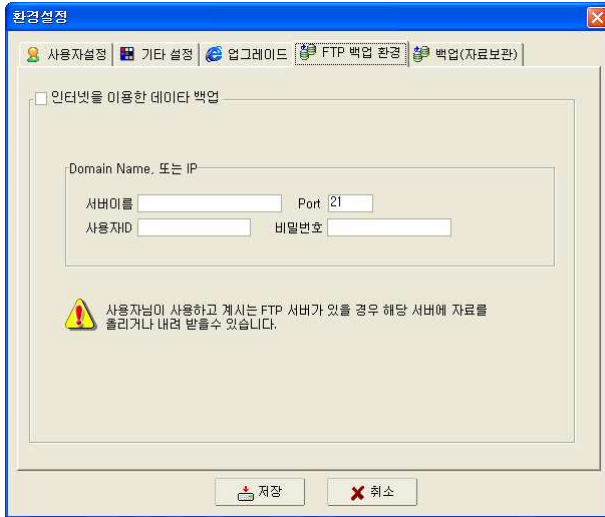 환경설정
사용자설정 기타 설정 업그레이드 FTP 백업 환경 백업(자료보관)
인터넷을 이용한 데이타 백업
Domain Name, 또는 IP
서버이름 Port 21
사용자ID 비밀번호
사용자님이 사용하고 계시는 FTP 서버가 있을 경우 해당 서버에 자료를
올리거나 내려 받을수 있습니다.
저장 취소